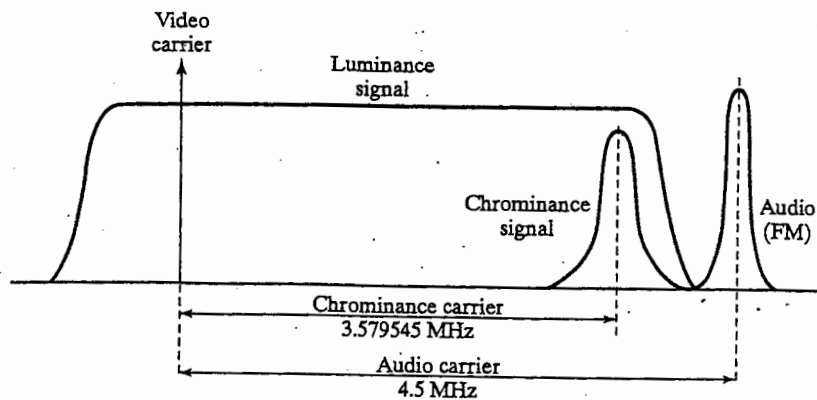 Video
carrier
Luminance
signal
Chrominance
signal
Audio
(FM)
Chrominance carrier
3.579545 MHz
Audio carrier
4.5 MHz